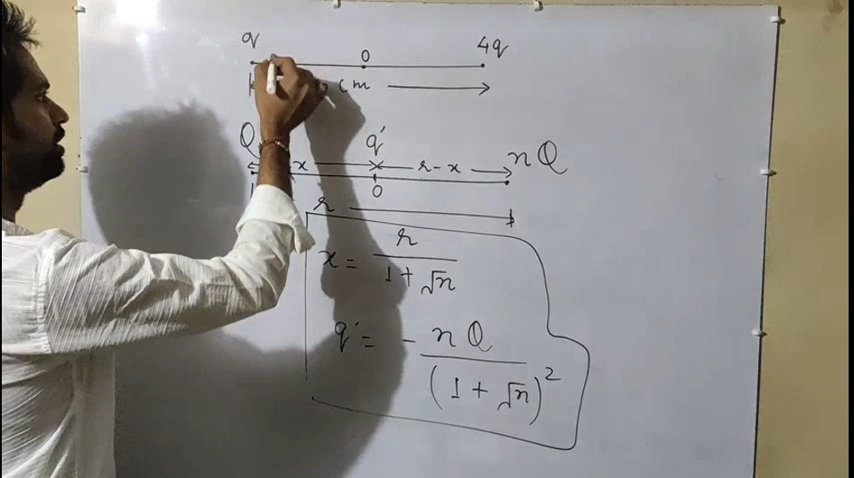 q 0 4q
cm
Q q' nQ
x r-x
0
r
x = r / 1+√n
q' = - nQ / (1+√n)²